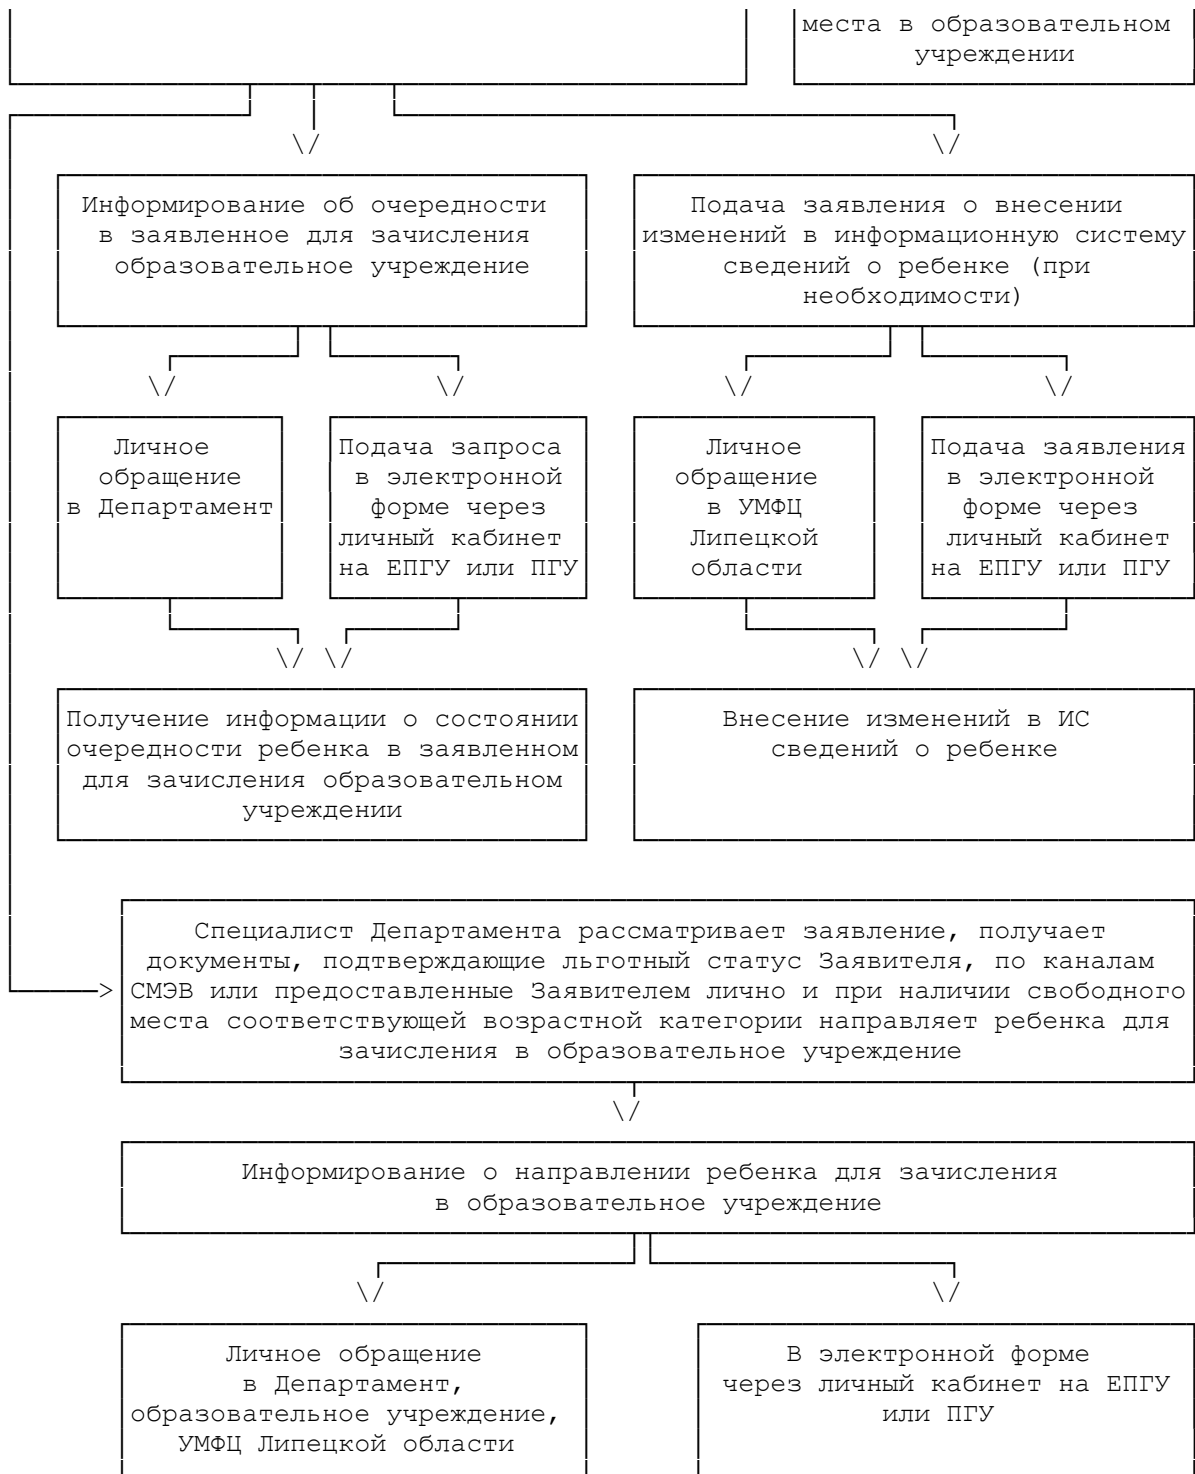 места в образовательном
учреждении
\/
\/
Информирование об очередности
в заявленное для зачисления
образовательное учреждение
Подача заявления о внесении
изменений в информационную систему
сведений о ребенке (при
необходимости)
\/
\/
\/
\/
Личное
обращение
в Департамент
Подача запроса
в электронной
форме через
личный кабинет
на ЕПГУ или ПГУ
Личное
обращение
в УМФЦ
Липецкой
области
Подача заявления
в электронной
форме через
личный кабинет
на ЕПГУ или ПГУ
\/ \/
\/ \/
Получение информации о состоянии
очередности ребенка в заявленном
для зачисления образовательном
учреждении
Внесение изменений в ИС
сведений о ребенке
Специалист Департамента рассматривает заявление, получает
документы, подтверждающие льготный статус Заявителя, по каналам
> СМЭВ или предоставленные Заявителем лично и при наличии свободного
места соответствующей возрастной категории направляет ребенка для
зачисления в образовательное учреждение
\/
Информирование о направлении ребенка для зачисления
в образовательное учреждение
\/
\/
Личное обращение
в Департамент,
образовательное учреждение,
УМФЦ Липецкой области
В электронной форме
через личный кабинет на ЕПГУ
или ПГУ